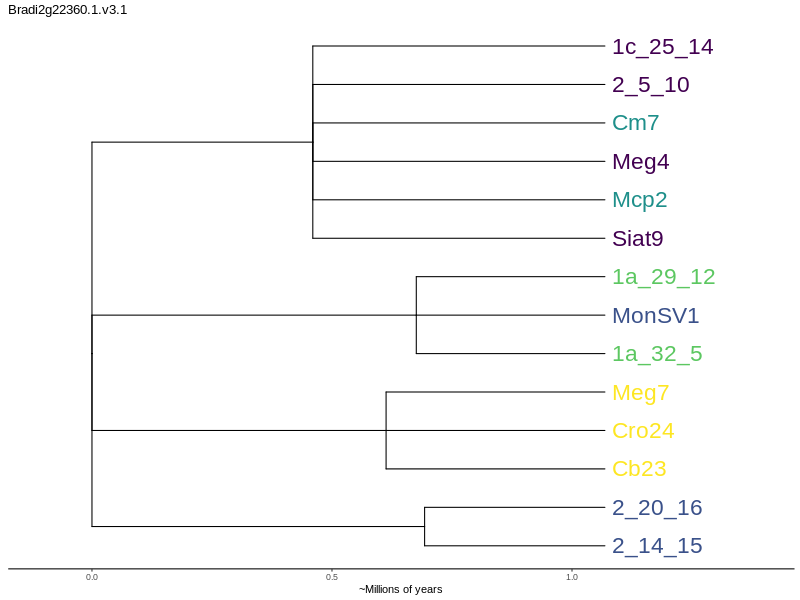 Bradi2g22360.1.v3.1
1c_25_14
2_5_10
Cm7
Meg4
Mcp2
Siat9
1a_29_12
MonSV1
1a_32_5
Meg7
Cro24
Cb23
2_20_16
2_14_15
0.0 0.5 1.0
~Millions of years